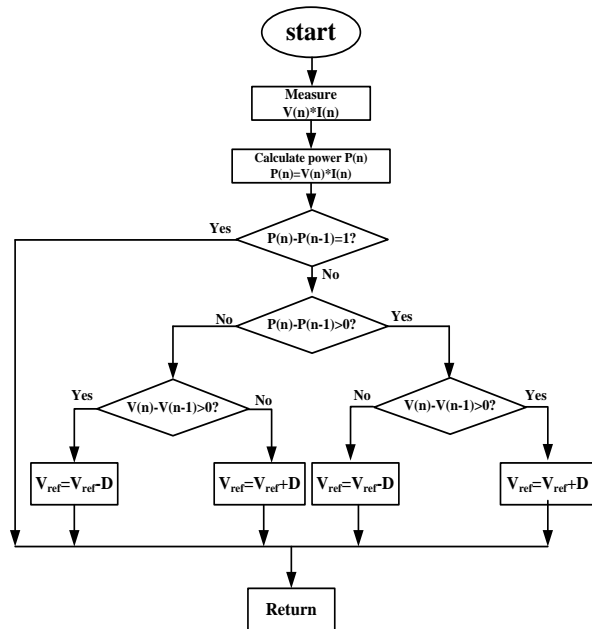 start
Measure
V(n)*I(n)
Calculate power P(n)
P(n)=V(n)*I(n)
Yes
P(n)-P(n-1)=1?
No
No
P(n)-P(n-1)>0?
Yes
Yes
V(n)-V(n-1)>0?
No
No
V(n)-V(n-1)>0?
Yes
Vref=Vref-D
Vref=Vref+D
Vref=Vref-D
Vref=Vref+D
Return